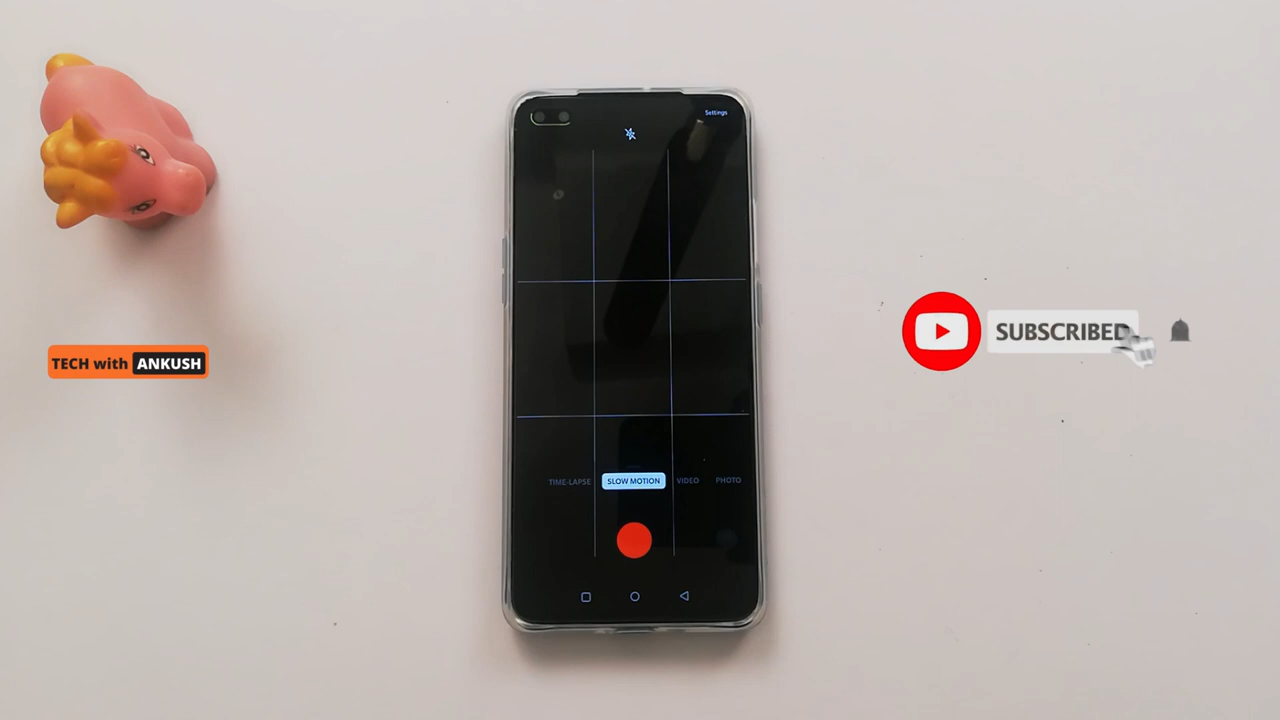 Settings
TECH with ANKUSH
SUBSCRIBED
TIME-LAPSE SLOW MOTION VIDEO PHOTO